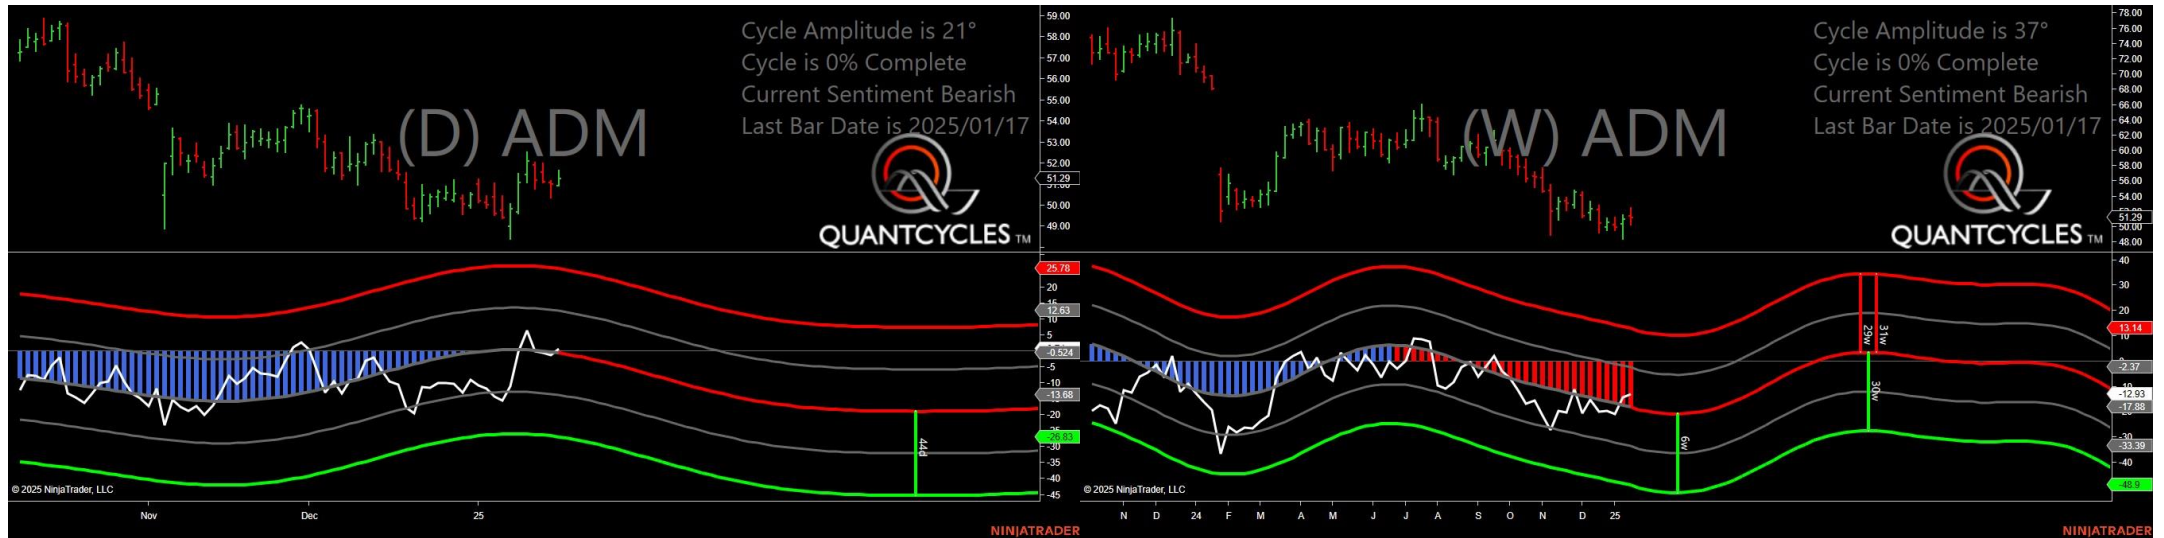 Cycle Amplitude is 21°
Cycle is 0% Complete
Current Sentiment Bearish
Last Bar Date is 2025/01/17
(D) ADM
QUANTCYCLES TM
59.00
58.00
57.00
56.00
55.00
54.00
53.00
52.00
51.29
50.00
49.00
25.78
20
15
12.63
10
5
-0.524
-5
-10
-13.68
-20
-26.83
-30
-35
-40
-45
44d
© 2025 NinjaTrader, LLC
Nov
Dec
25
NINJATRADER
Cycle Amplitude is 37°
Cycle is 0% Complete
Current Sentiment Bearish
Last Bar Date is 2025/01/17
(W) ADM
QUANTCYCLES TM
78.00
76.00
74.00
72.00
70.00
68.00
66.00
64.00
62.00
60.00
58.00
56.00
54.00
51.29
50.00
48.00
40
30
20
13.14
-2.37
-12.93
-17.88
-33.39
-40
-48.9
29w
31w
30w
6w
© 2025 NinjaTrader, LLC
N D 24 F M A M J J A S O N D 25
NINJATRADER